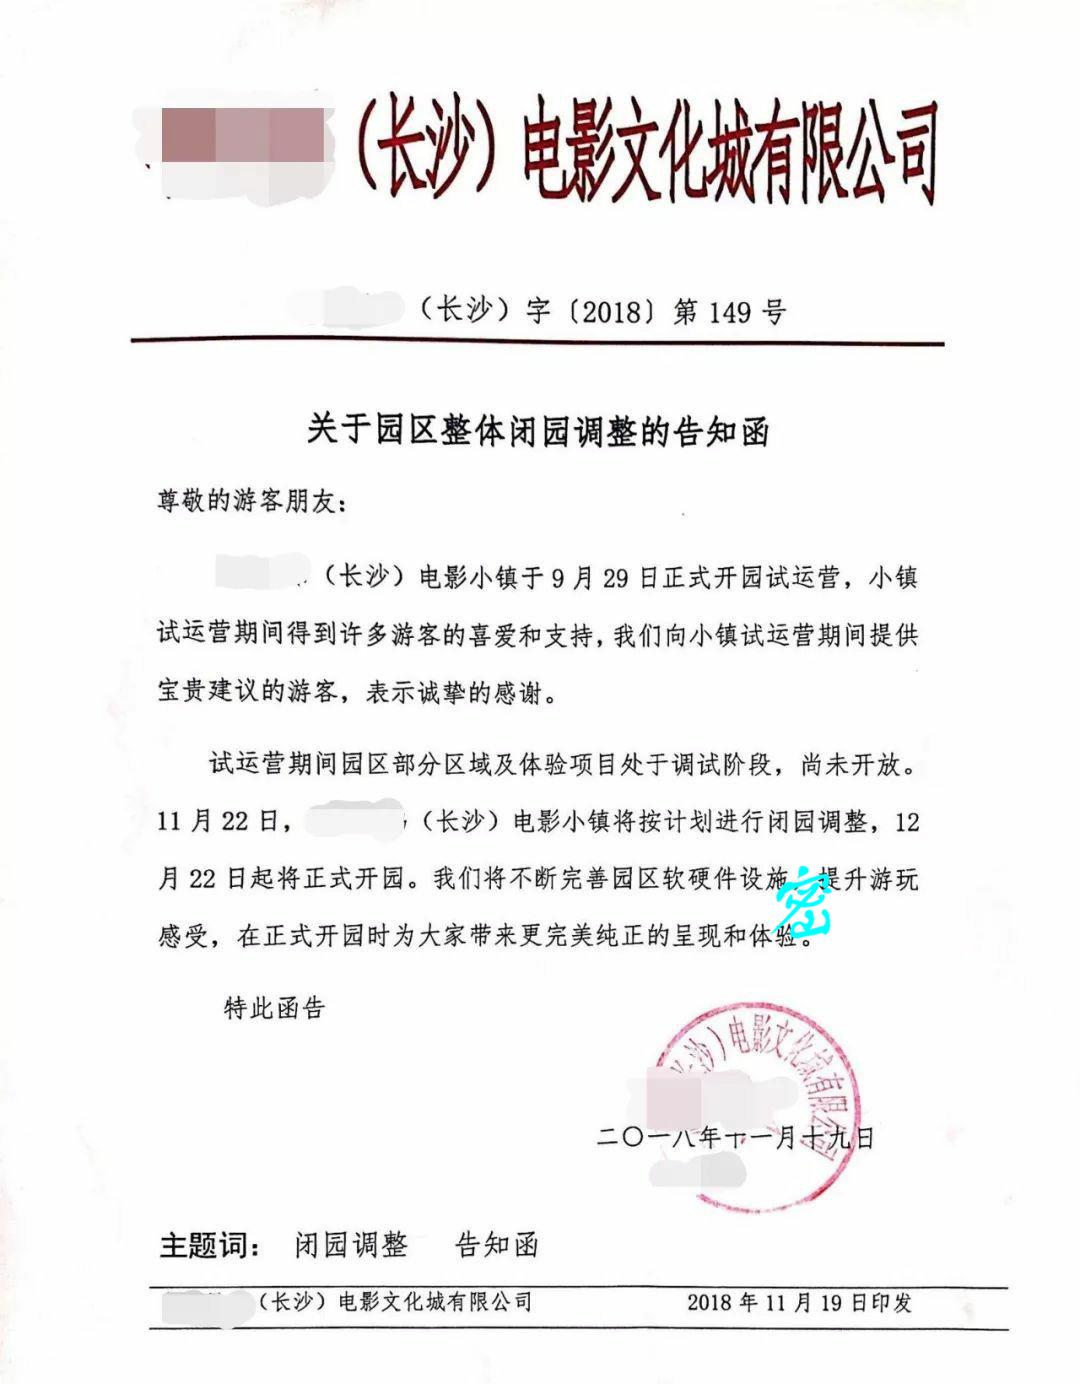 （长沙）电影文化城有限公司
（长沙）字〔2018〕第 149 号
关于园区整体闭园调整的告知函
尊敬的游客朋友：
（长沙）电影小镇于 9 月 29 日正式开园试运营，小镇
试运营期间得到许多游客的喜爱和支持，我们向小镇试运营期间提供
宝贵建议的游客，表示诚挚的感谢。
试运营期间园区部分区域及体验项目处于调试阶段，尚未开放。
11 月 22 日，（长沙）电影小镇将按计划进行闭园调整，12
月 22 日起将正式开园。我们将不断完善园区软硬件设施，提升游玩
感受，在正式开园时为大家带来更完美纯正的呈现和体验。
密
特此函告
长沙）电影文化城有限公司
二〇一八年十一月十九日
主题词： 闭园调整 告知函
（长沙）电影文化城有限公司 2018 年 11 月 19 日印发